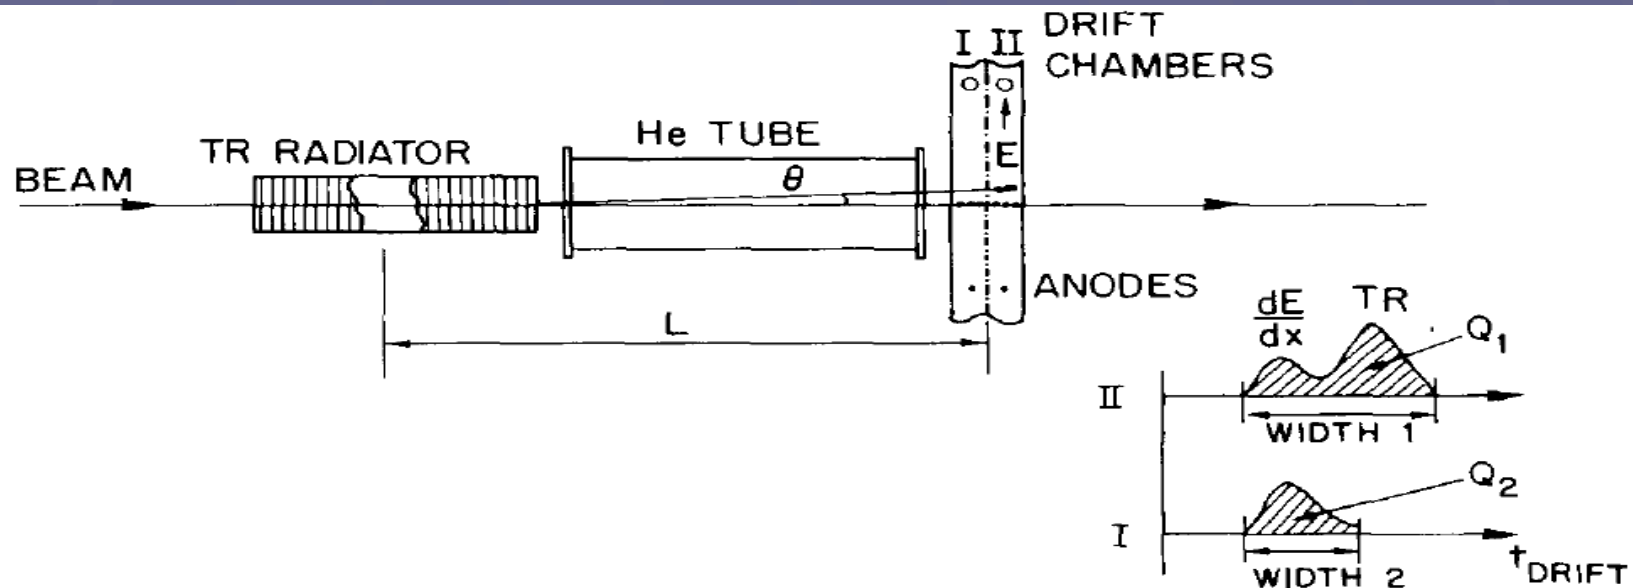 I II DRIFT
CHAMBERS
He TUBE
TR RADIATOR
E
θ
BEAM
ANODES
L
dE
dx
TR
Q1
II
WIDTH 1
Q2
I
WIDTH 2
tDRIFT